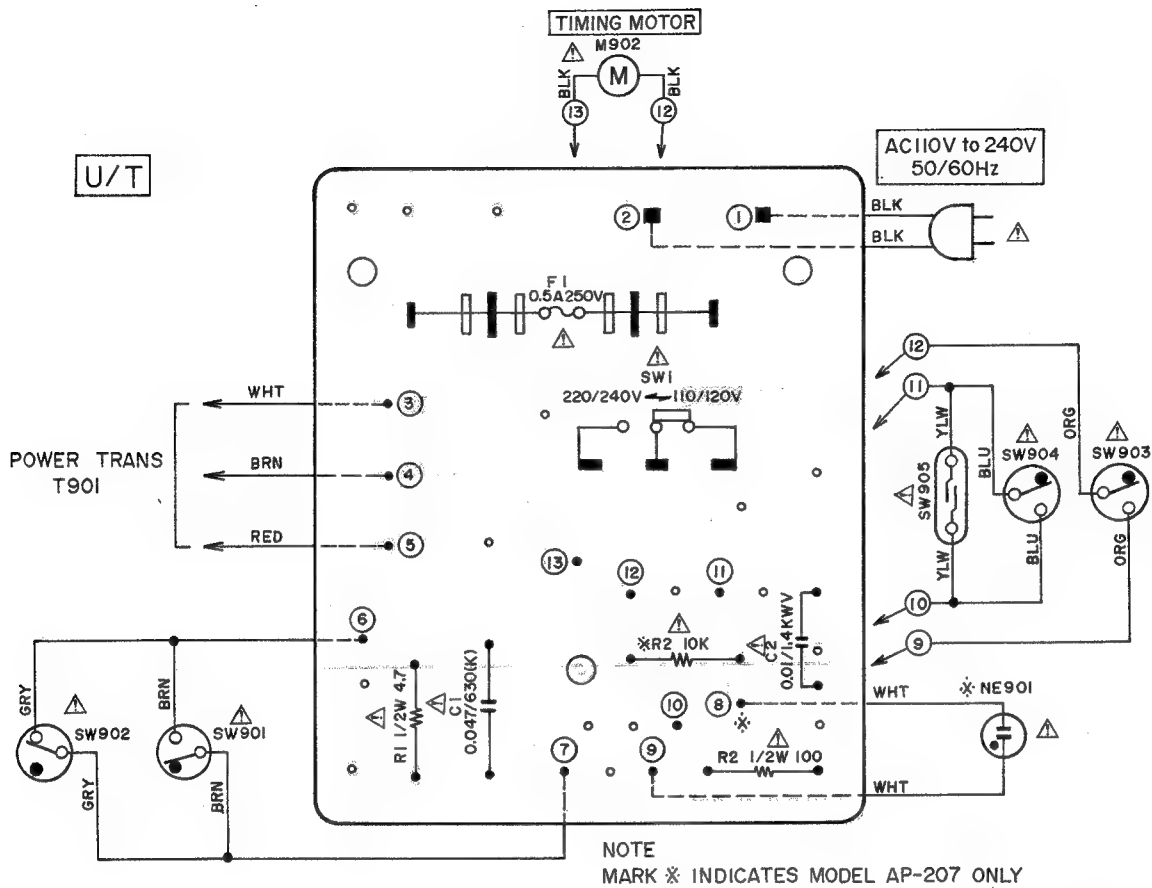 TIMING MOTOR
M902
M
BLK
BLK
13
12
U/T
AC110V to 240V
50/60Hz
BLK
BLK
2
1
F1
0.5A250V
SW1
220/240V 110/120V
POWER TRANS
T901
WHT
BRN
RED
3
4
5
12
11
YLW
BLU
ORG
SW905
SW904
SW903
YLW
BLU
ORG
10
9
13
12
11
6
※R2 10K
C2
0.01/1.4KWV
R1 1/2W 4.7
C1
0.047/630(K)
10
8
※
7
9
R2 1/2W 100
WHT
※ NE901
WHT
GRY
BRN
SW902
SW901
GRY
BRN
NOTE
MARK ※ INDICATES MODEL AP-207 ONLY